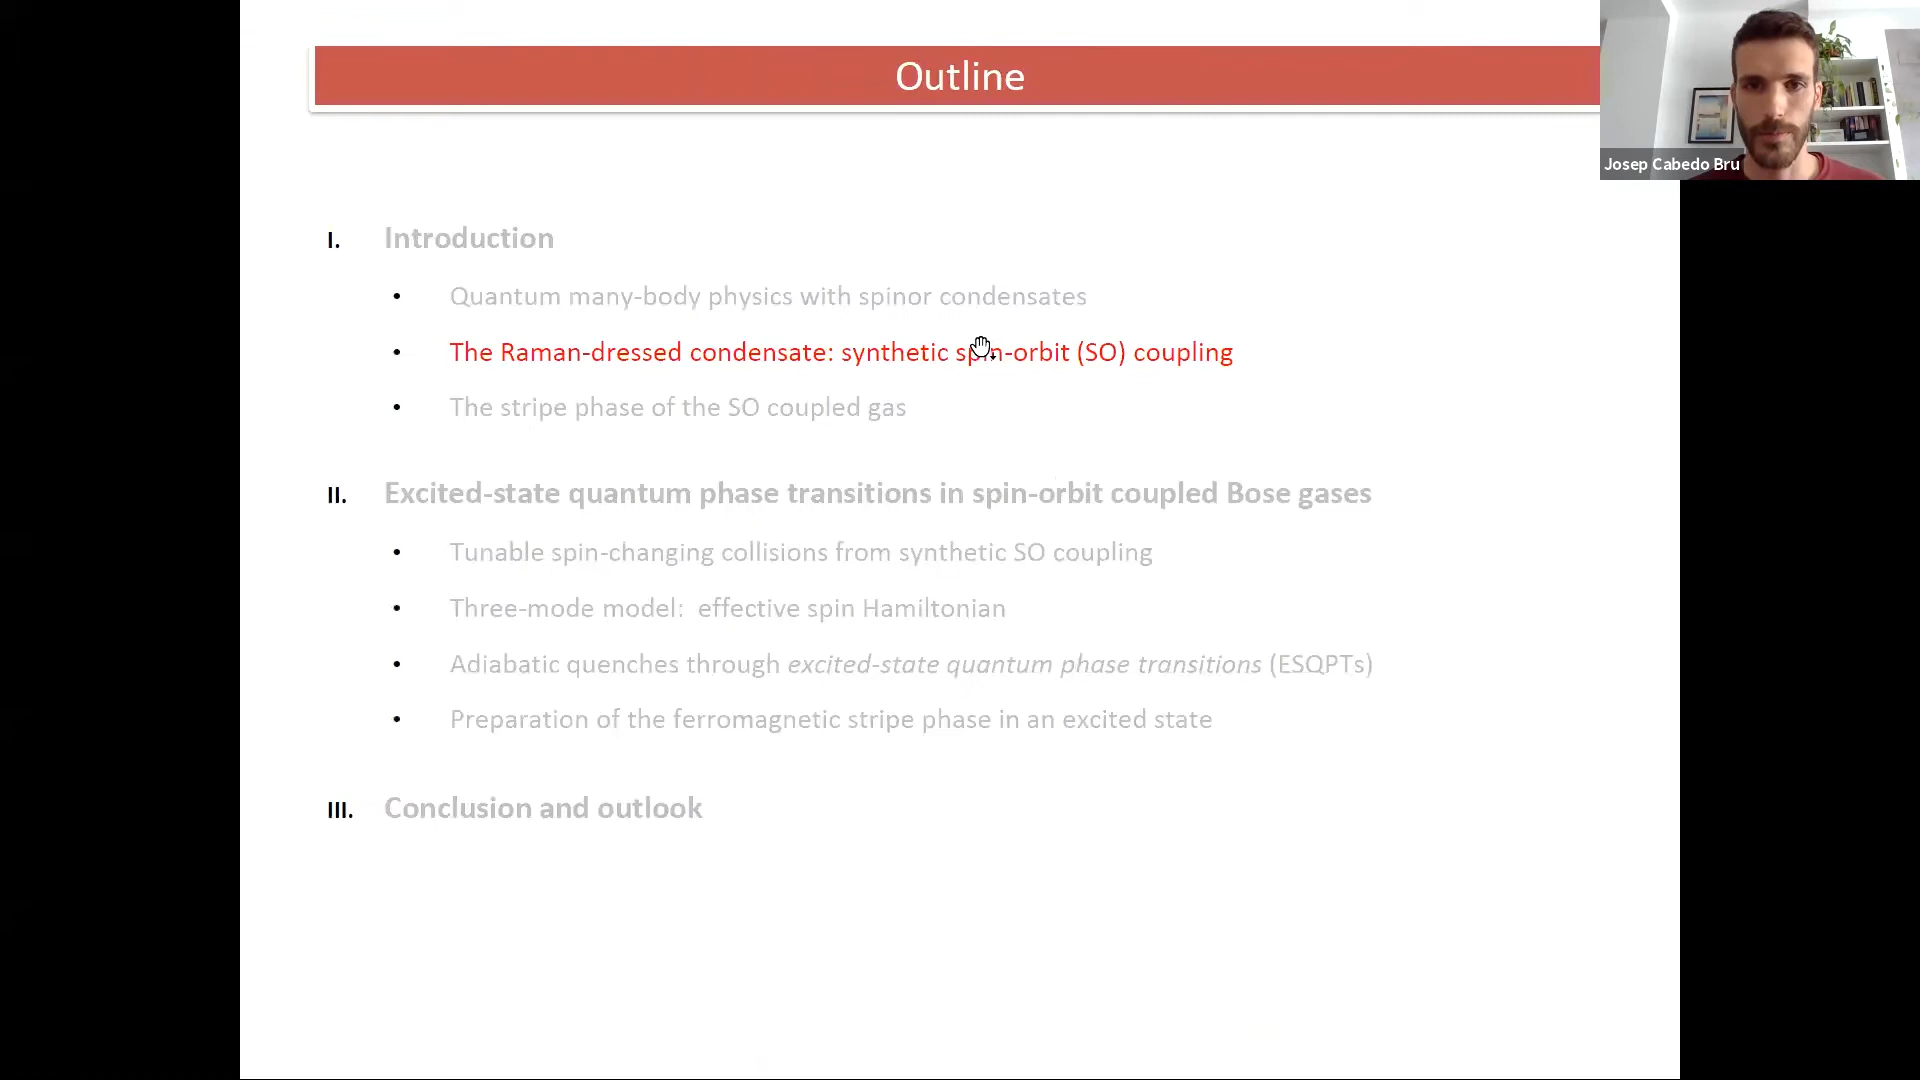 Outline
Josep Cabedo Bru
I. Introduction
• Quantum many-body physics with spinor condensates
• The Raman-dressed condensate: synthetic spin-orbit (SO) coupling
• The stripe phase of the SO coupled gas
II. Excited-state quantum phase transitions in spin-orbit coupled Bose gases
• Tunable spin-changing collisions from synthetic SO coupling
• Three-mode model: effective spin Hamiltonian
• Adiabatic quenches through excited-state quantum phase transitions (ESQPTs)
• Preparation of the ferromagnetic stripe phase in an excited state
III. Conclusion and outlook